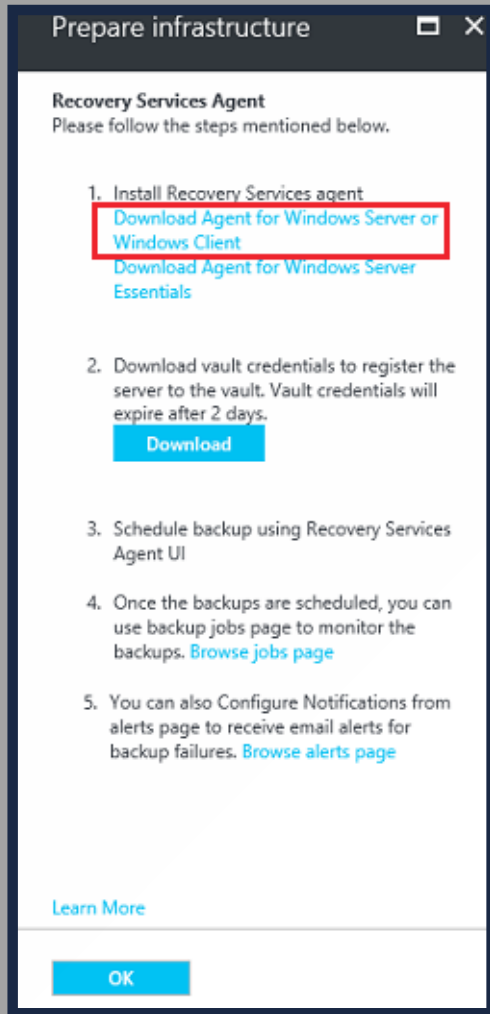 Prepare infrastructure
Recovery Services Agent
Please follow the steps mentioned below.
1. Install Recovery Services agent
Download Agent for Windows Server or
Windows Client
Download Agent for Windows Server
Essentials
2. Download vault credentials to register the
server to the vault. Vault credentials will
expire after 2 days.
Download
3. Schedule backup using Recovery Services
Agent UI
4. Once the backups are scheduled, you can
use backup jobs page to monitor the
backups. Browse jobs page
5. You can also Configure Notifications from
alerts page to receive email alerts for
backup failures. Browse alerts page
Learn More
OK